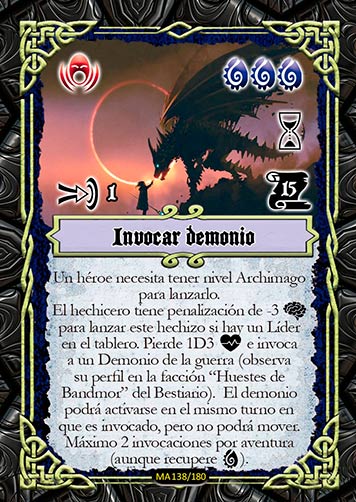 1
15
Invocar demonio
Un héroe necesita tener nivel Archimago
para lanzarlo.
El hechicero tiene penalización de -3
para lanzar este hechizo si hay un Líder
en el tablero. Pierde 1D3 e invoca
a un Demonio de la guerra (observa
su perfil en la facción “Huestes de
Bandmor” del Bestiario). El demonio
podrá activarse en el mismo turno en
que es invocado, pero no podrá mover.
Máximo 2 invocaciones por aventura
(aunque recupere ).
MA138/180